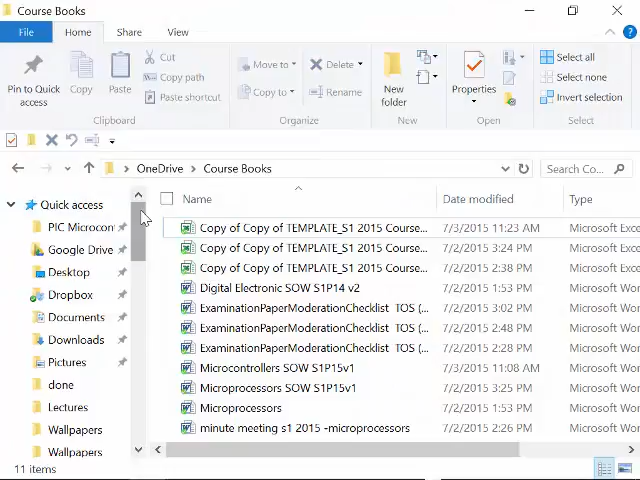 Course Books
File Home Share View
Pin to Quick access
Copy
Paste
Cut
Copy path
Paste shortcut
Clipboard
Move to
Copy to
Delete
Rename
Organize
New folder
New
Properties
Open
Select all
Select none
Invert selection
OneDrive Course Books
Search Co...
Quick access
PIC Microcon
Google Drive
Desktop
Dropbox
Documents
Downloads
Pictures
done
Lectures
Wallpapers
Wallpapers
Name Date modified Type
Copy of Copy of TEMPLATE_S1 2015 Course... 7/3/2015 11:23 AM Microsoft Exce
Copy of Copy of TEMPLATE_S1 2015 Course... 7/2/2015 3:24 PM Microsoft Exce
Copy of Copy of TEMPLATE_S1 2015 Course... 7/2/2015 2:38 PM Microsoft Exce
Digital Electronic SOW S1P14 v2 7/2/2015 1:53 PM Microsoft Wor
ExaminationPaperModerationChecklist TOS (... 7/2/2015 3:02 PM Microsoft Wor
ExaminationPaperModerationChecklist TOS (... 7/2/2015 2:48 PM Microsoft Wor
ExaminationPaperModerationChecklist TOS (... 7/2/2015 2:28 PM Microsoft Wor
Microcontrollers SOW S1P15v1 7/3/2015 11:08 AM Microsoft Wor
Microprocessors SOW S1P15v1 7/2/2015 3:25 PM Microsoft Wor
Microprocessors 7/2/2015 1:53 PM Microsoft Wor
minute meeting s1 2015 -microprocessors 7/2/2015 2:26 PM Microsoft Wor
11 items